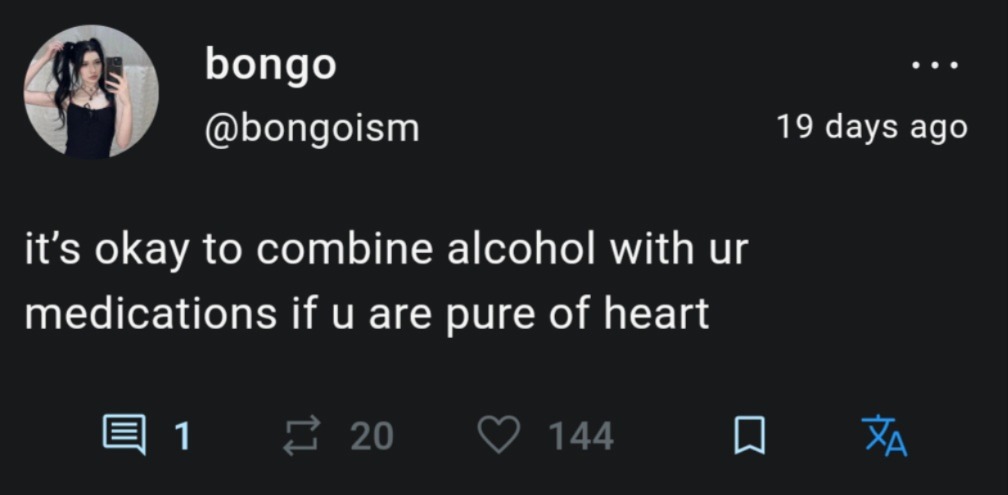 bongo
@bongoism
19 days ago
it’s okay to combine alcohol with ur
medications if u are pure of heart
1 20 144